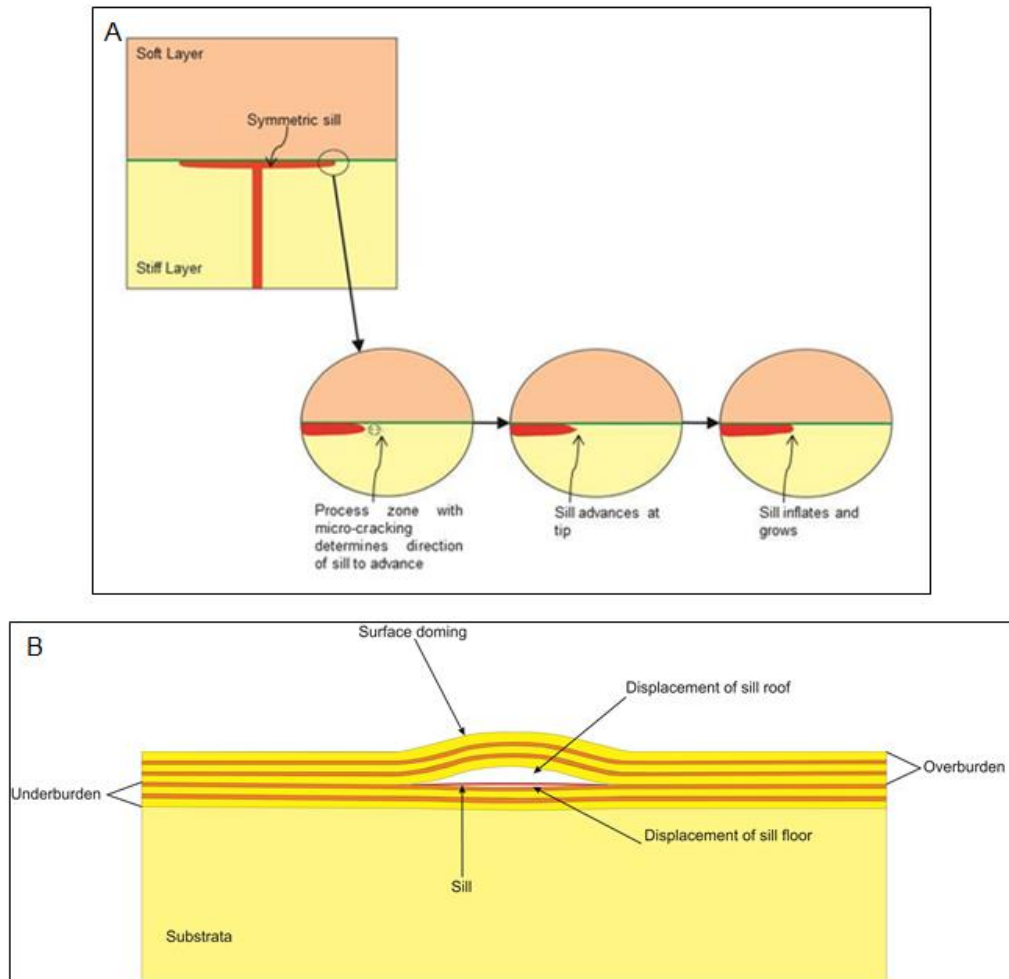 A
Soft Layer
Symmetric sill
Stiff Layer
Process zone with
micro-cracking
determines direction
of sill to advance
Sill advances at
tip
Sill inflates and
grows
B
Surface doming
Displacement of sill roof
Overburden
Underburden
Displacement of sill floor
Sill
Substrata